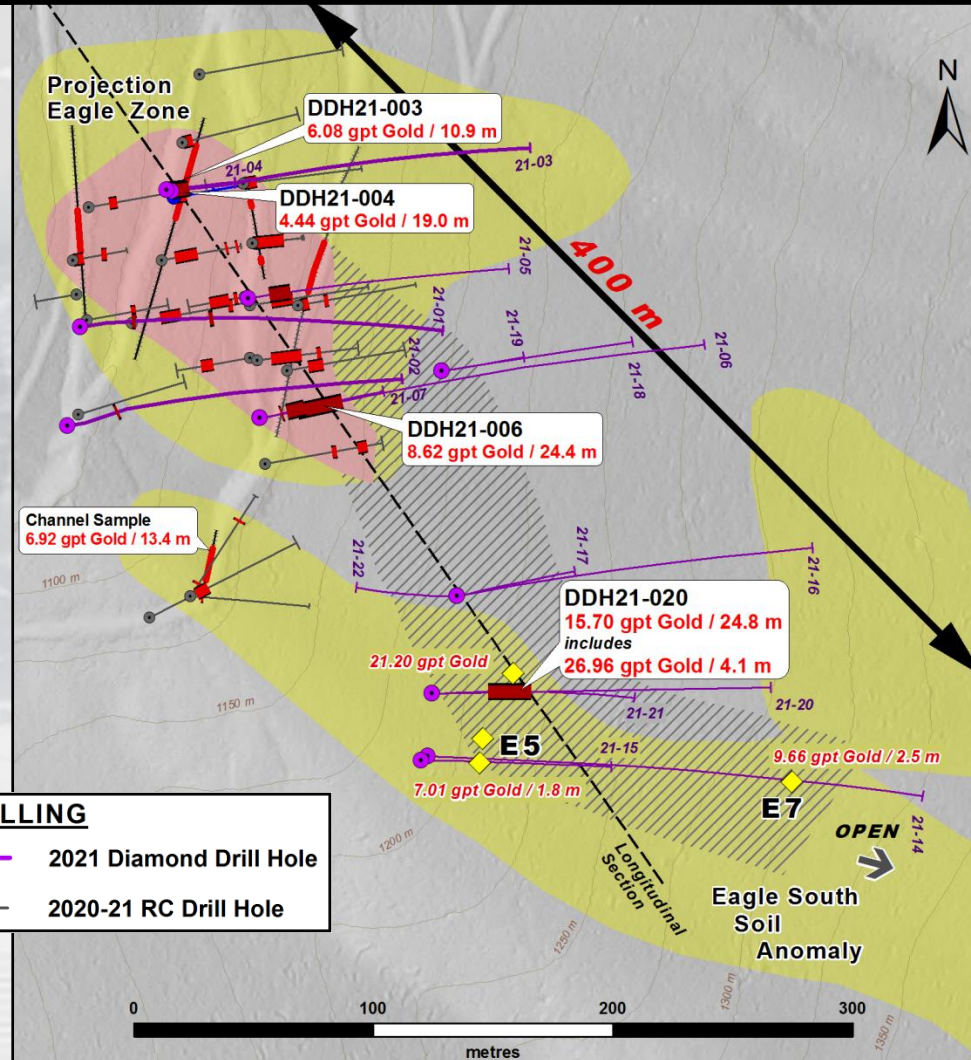 N
Projection
Eagle Zone
DDH21-003
6.08 gpt Gold / 10.9 m
21-04
21-03
DDH21-004
4.44 gpt Gold / 19.0 m
400 m
21-05
21-01
21-19
21-06
21-02
21-18
21-07
DDH21-006
8.62 gpt Gold / 24.4 m
Channel Sample
6.92 gpt Gold / 13.4 m
1100 m
21-22
21-17
21-16
DDH21-020
15.70 gpt Gold / 24.8 m
includes
26.96 gpt Gold / 4.1 m
21.20 gpt Gold
1150 m
21-21
21-20
E5
21-15
9.66 gpt Gold / 2.5 m
7.01 gpt Gold / 1.8 m
E7
21-14
OPEN
LLING
2021 Diamond Drill Hole
2020-21 RC Drill Hole
1200 m
Longitudinal
Section
Eagle South
Soil
Anomaly
1250 m
1300 m
1350 m
0 100 200 300
metres